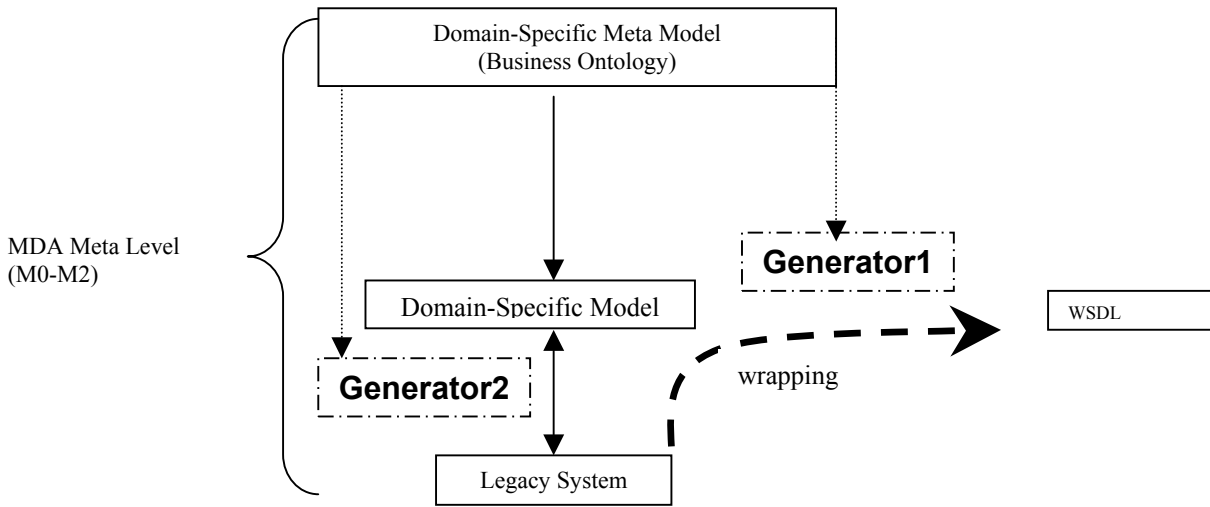 Domain-Specific Meta Model
(Business Ontology)
MDA Meta Level
(M0-M2)
Generator1
Domain-Specific Model
WSDL
Generator2
wrapping
Legacy System